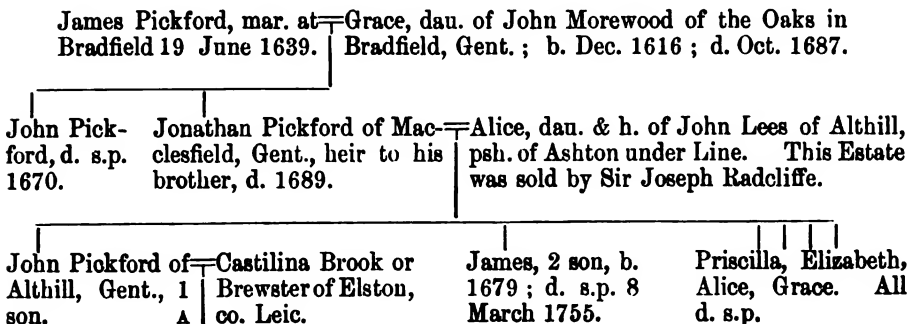 James Pickford, mar. at Bradfield 19 June 1639.
Grace, dau. of John Morewood of the Oaks in Bradfield, Gent. ; b. Dec. 1616 ; d. Oct. 1687.
John Pick-
ford, d. s.p.
1670.
Jonathan Pickford of Mac-
clesfield, Gent., heir to his
brother, d. 1689.
Alice, dau. & h. of John Lees of Althill,
psh. of Ashton under Line. This Estate
was sold by Sir Joseph Radcliffe.
John Pickford of
Althill, Gent., 1
son. A
Castilina Brook or
Brewster of Elston,
co. Leic.
James, 2 son, b.
1679 ; d. s.p. 8
March 1755.
Priscilla, Elizabeth,
Alice, Grace. All
d. s.p.